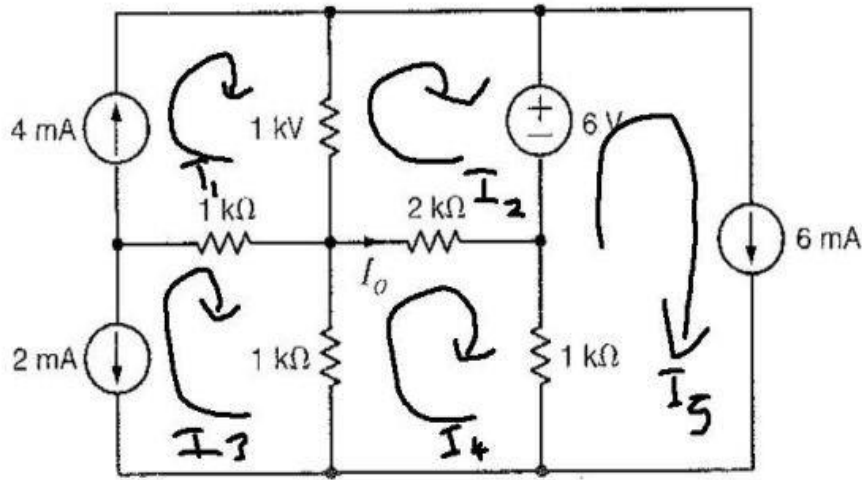 4 mA
I1
1 kV
I2
6 V
1 kΩ
2 kΩ
Io
6 mA
2 mA
1 kΩ
1 kΩ
I3
I4
I5